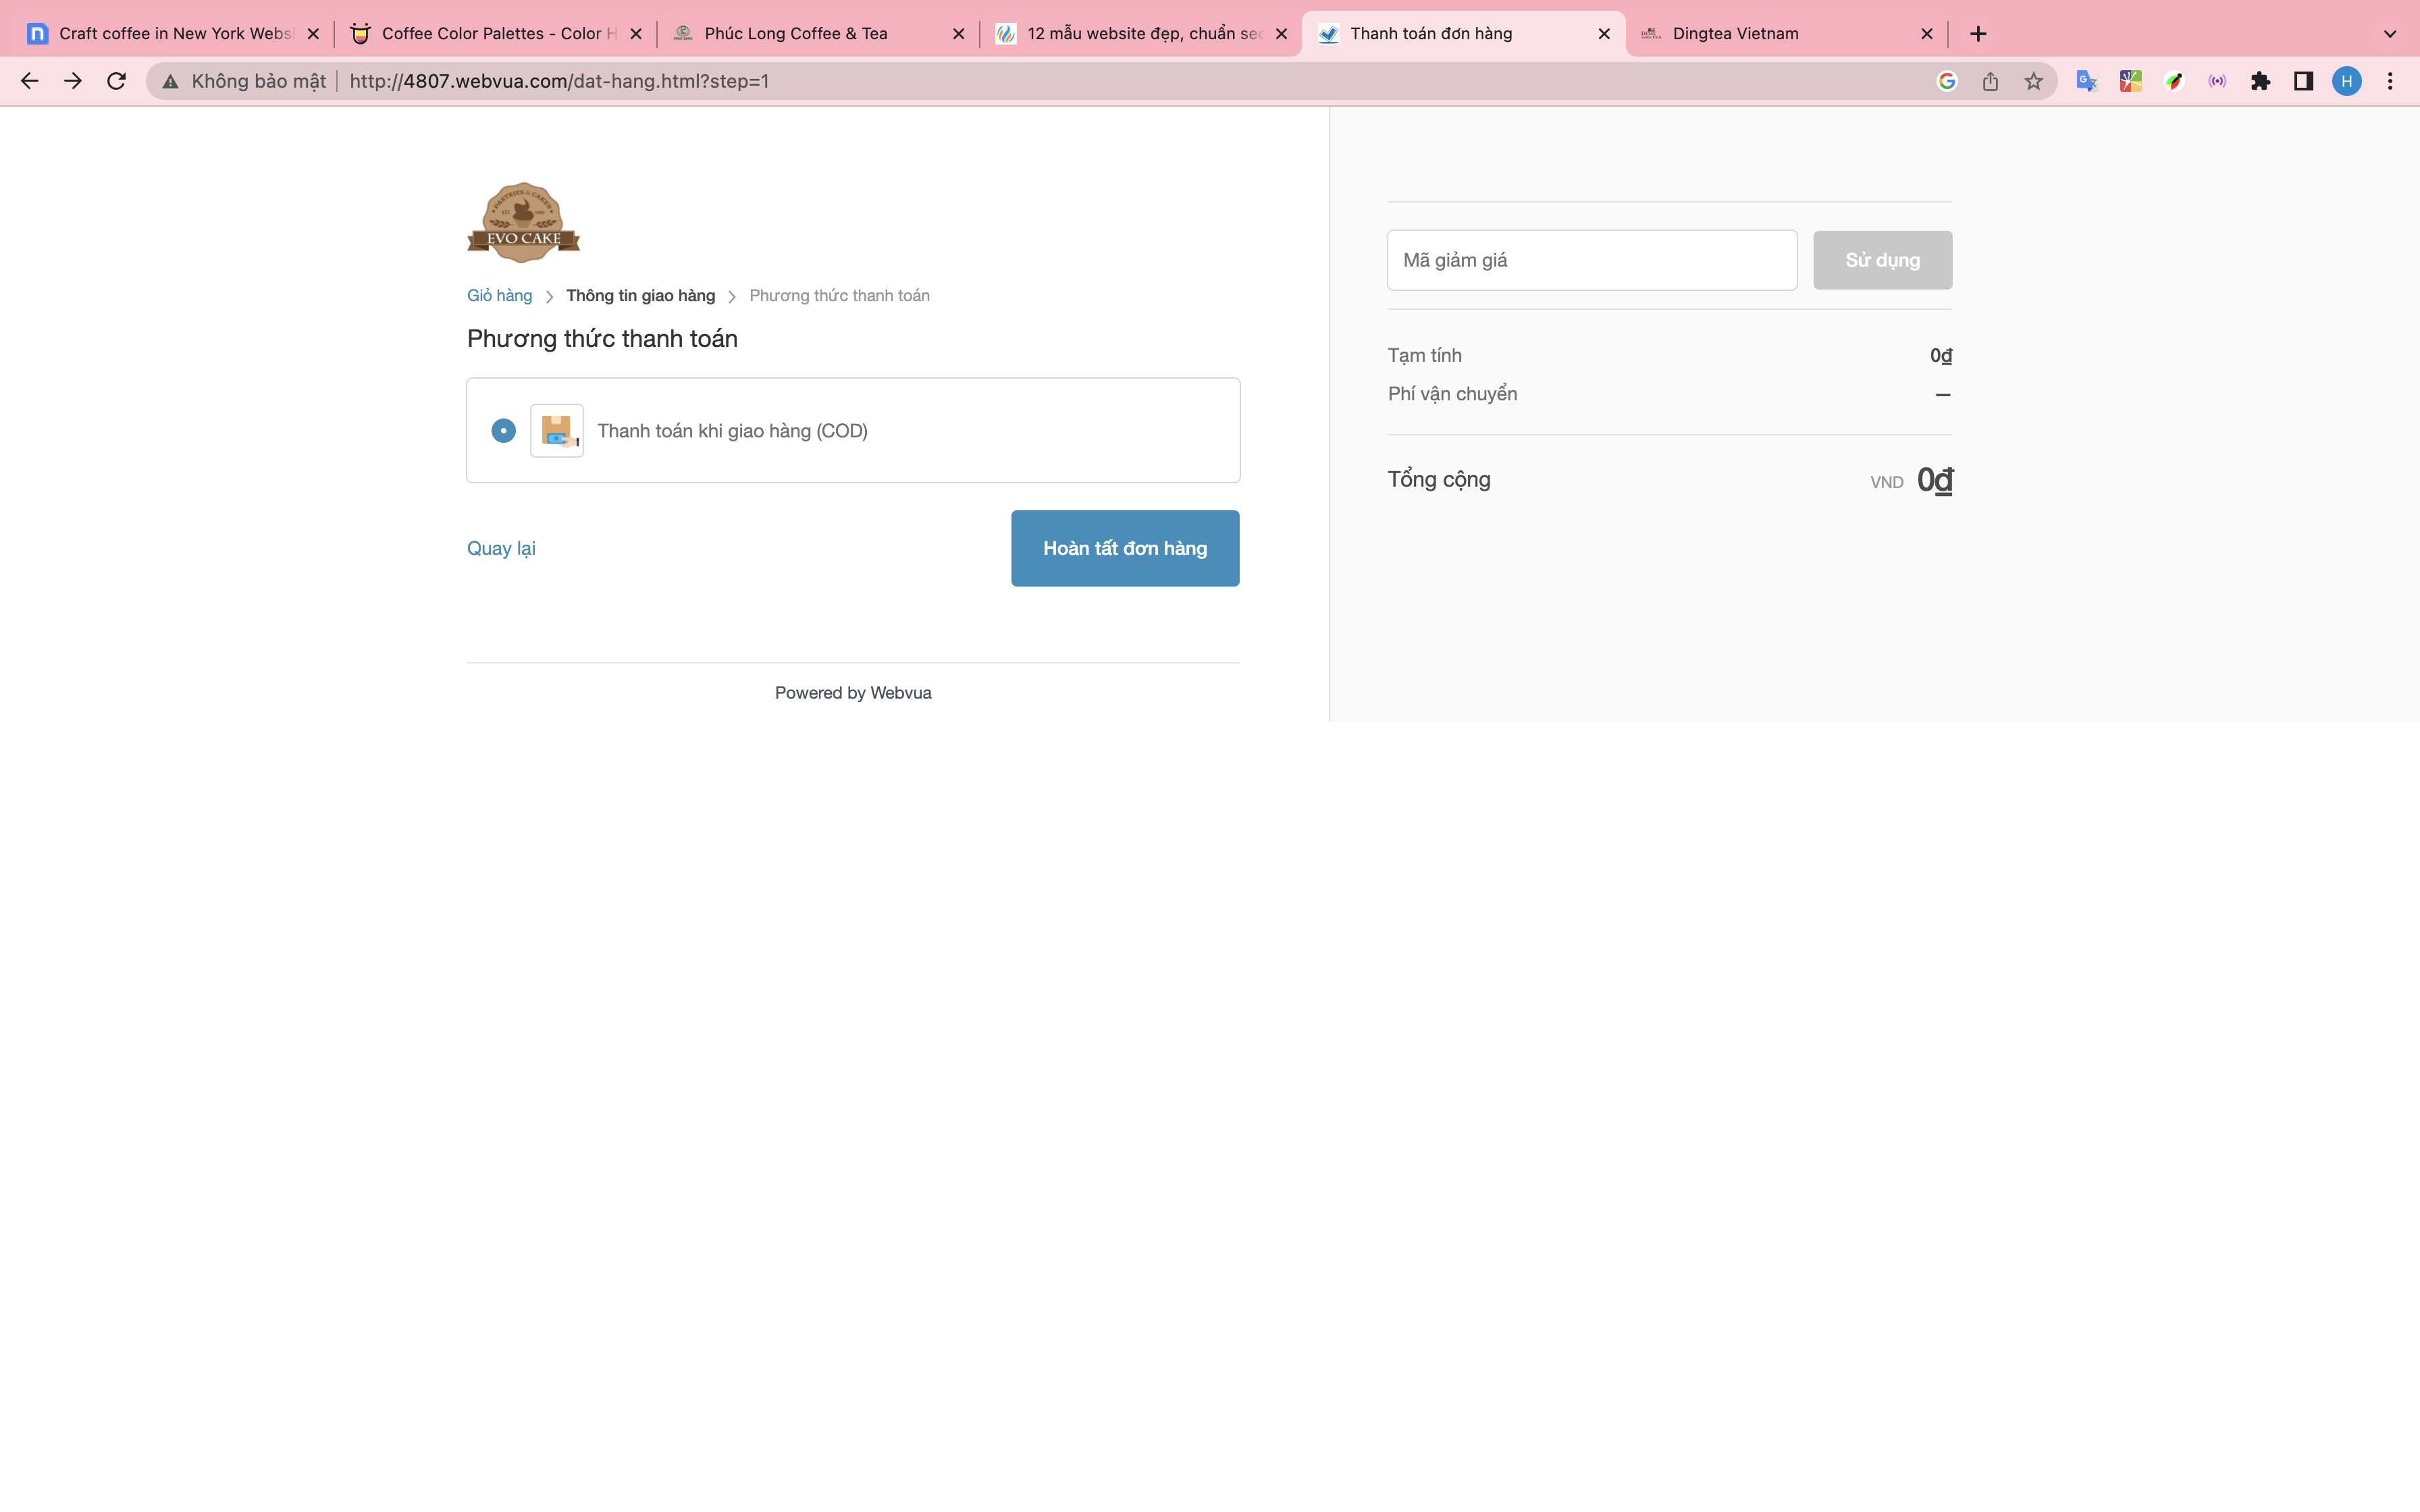 Craft coffee in New York Websi
Coffee Color Palettes - Color H
Phúc Long Coffee & Tea
12 mẫu website đẹp, chuẩn seo
Thanh toán đơn hàng
Dingtea Vietnam
Không bảo mật
http://4807.webvua.com/dat-hang.html?step=1
H
PASTRIES & CAKES
EVO CAKE
Giỏ hàng
Thông tin giao hàng
Phương thức thanh toán
Phương thức thanh toán
Thanh toán khi giao hàng (COD)
Quay lại
Hoàn tất đơn hàng
Powered by Webvua
Mã giảm giá
Sử dụng
Tạm tính 0₫
Phí vận chuyển —
Tổng cộng VND 0₫